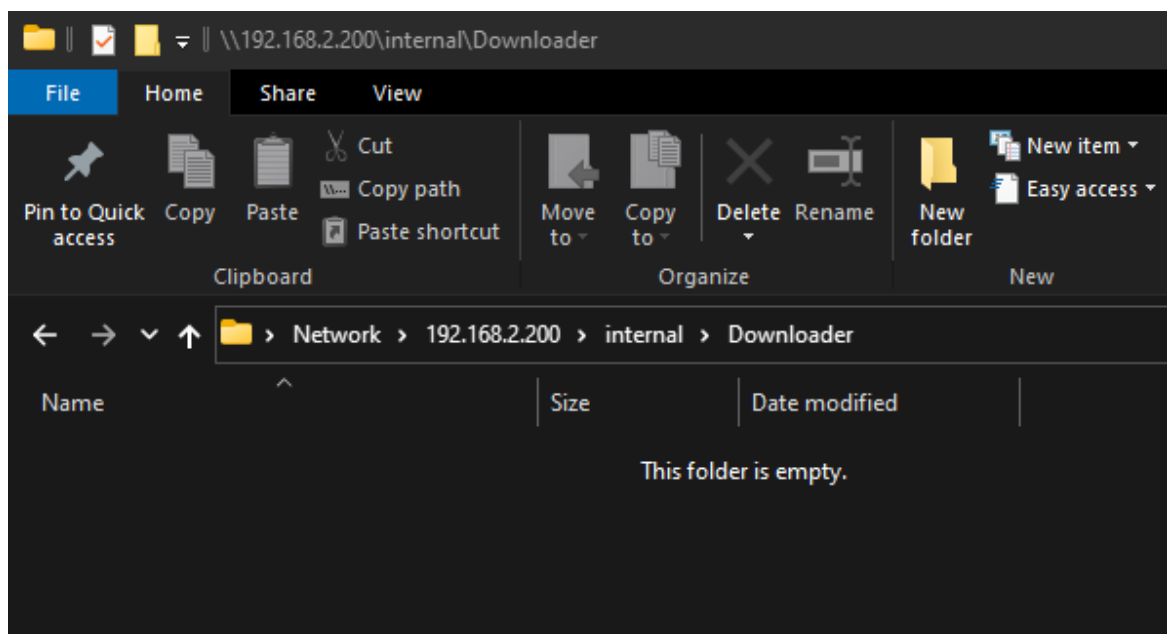 \\192.168.2.200\internal\Downloader
File Home Share View
Pin to Quick access
Copy
Paste
Cut
Copy path
Paste shortcut
Clipboard
Move to
Copy to
Delete
Rename
Organize
New folder
New item
Easy access
New
Network > 192.168.2.200 > internal > Downloader
Name Size Date modified
This folder is empty.